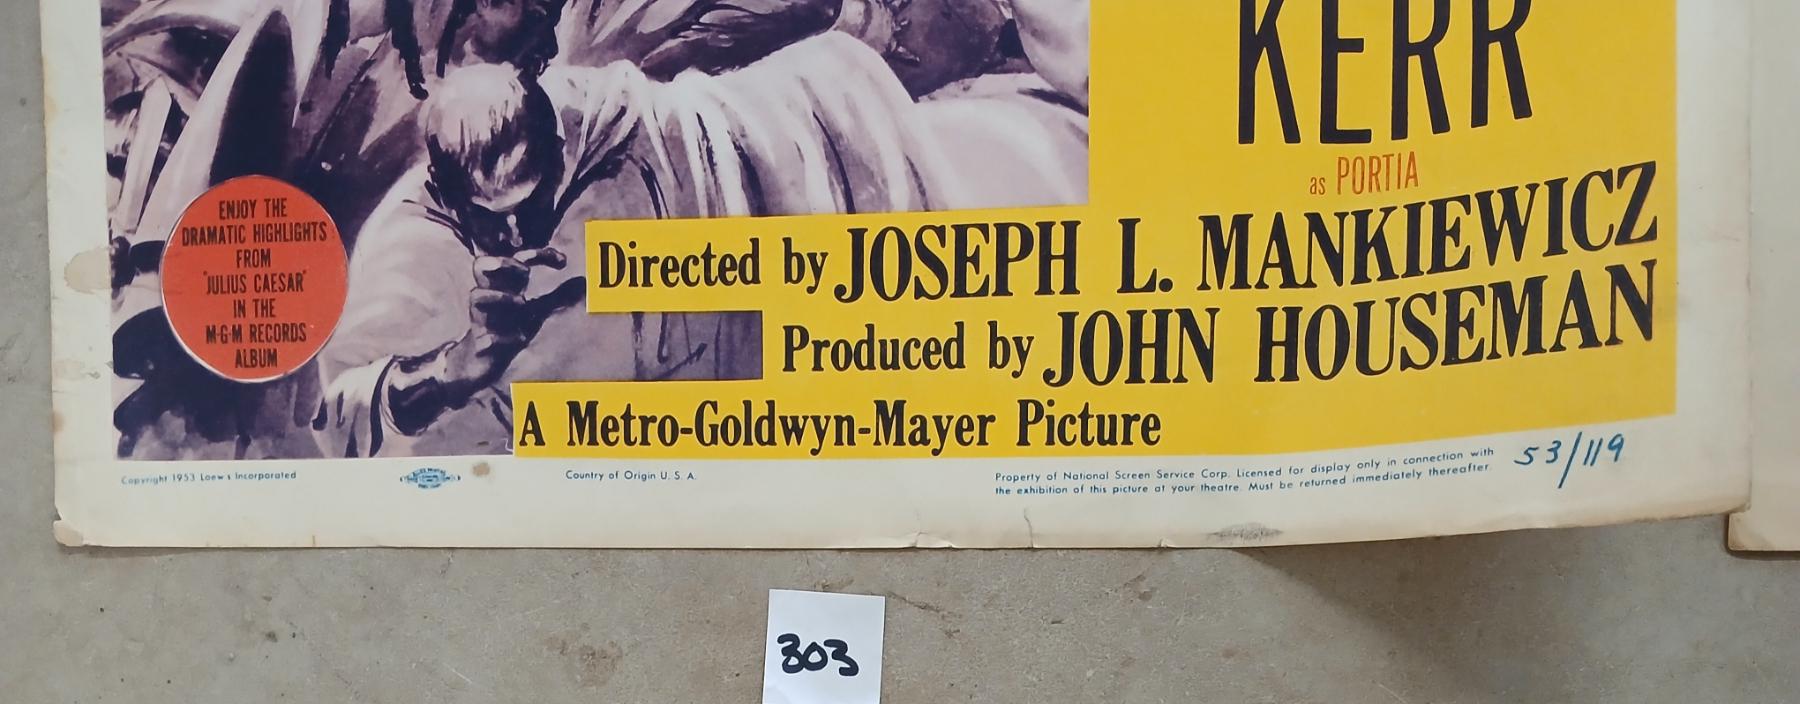 KERR
as PORTIA
ENJOY THE
DRAMATIC HIGHLIGHTS
FROM
"JULIUS CAESAR"
IN THE
M-G-M RECORDS
ALBUM
Directed by JOSEPH L. MANKIEWICZ
Produced by JOHN HOUSEMAN
A Metro-Goldwyn-Mayer Picture
Copyright 1953 Loew's Incorporated
Country of Origin U. S. A.
Property of National Screen Service Corp. Licensed for display only in connection with
the exhibition of this picture at your theatre. Must be returned immediately thereafter.
53/119
303